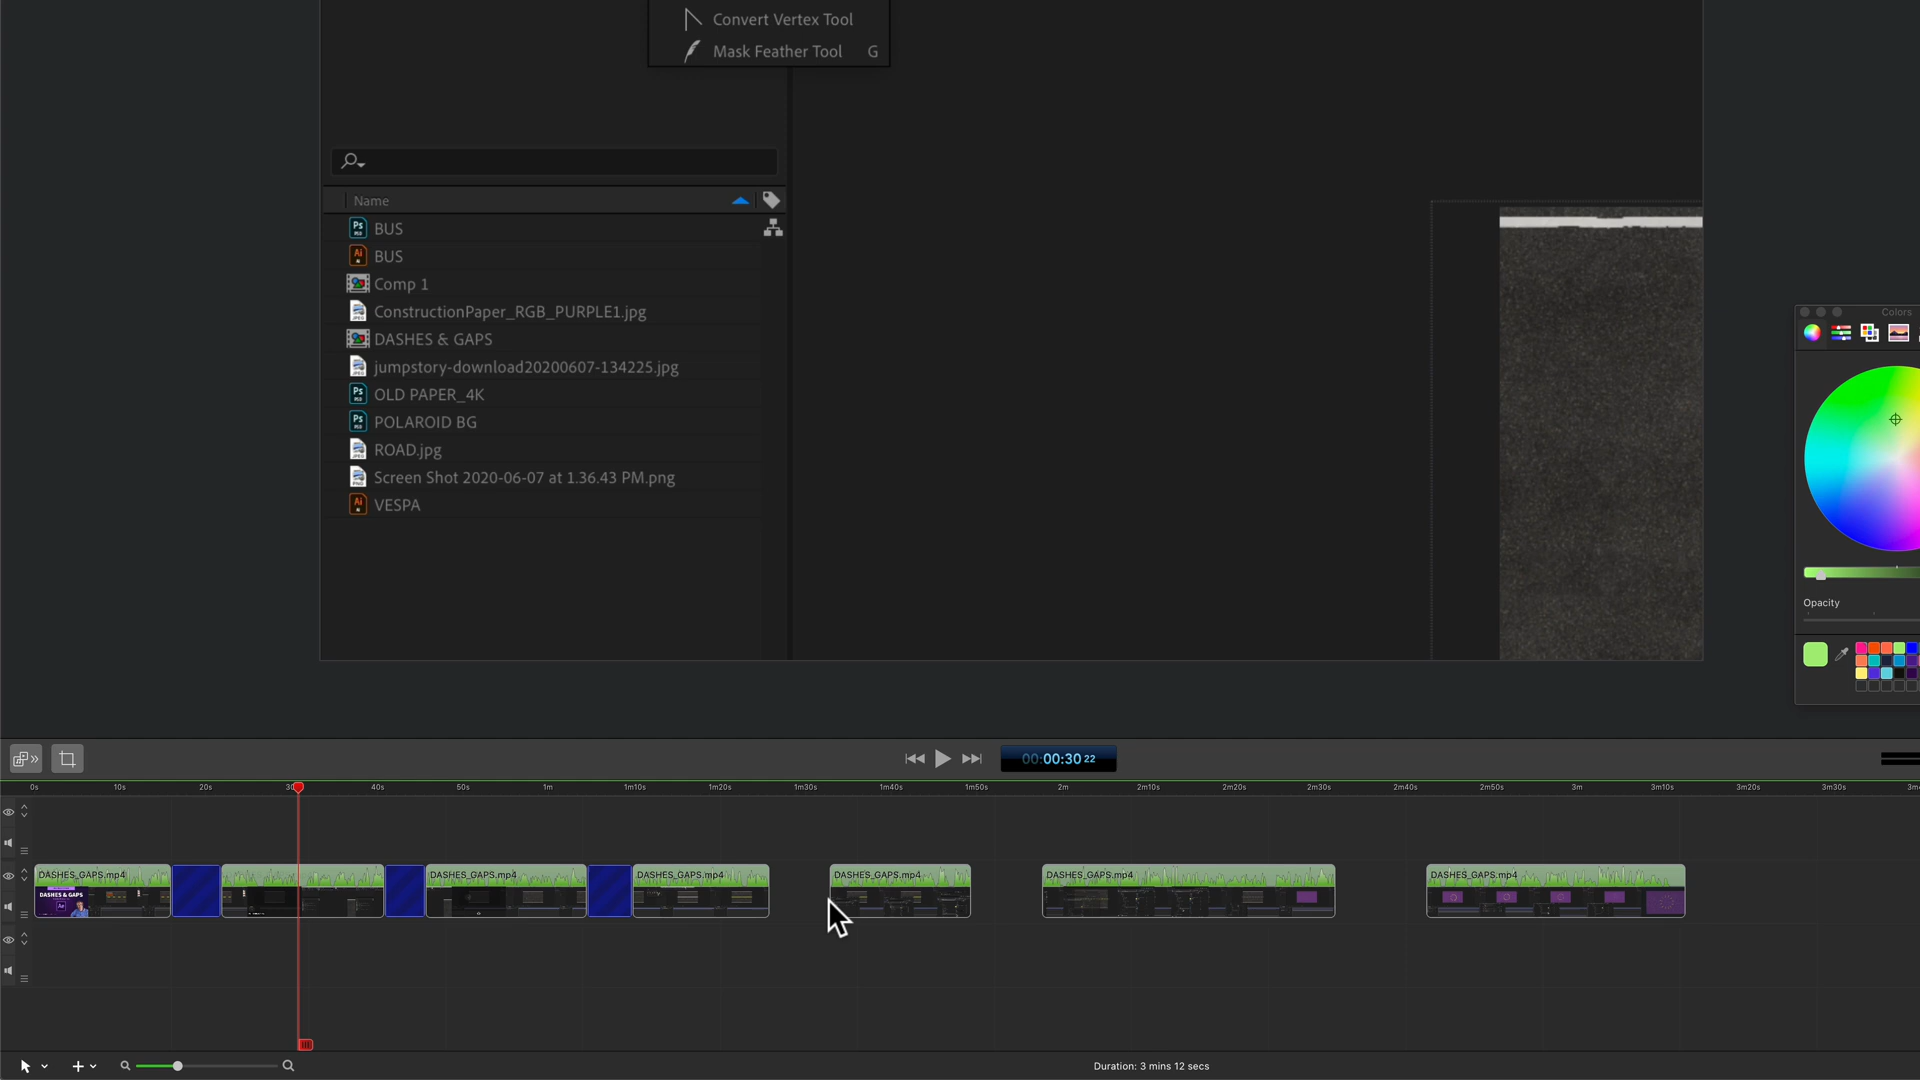 Convert Vertex Tool
Mask Feather Tool G
Name
BUS
BUS
Comp 1
ConstructionPaper_RGB_PURPLE1.jpg
DASHES & GAPS
jumpstory-download20200607-134225.jpg
OLD PAPER_4K
POLAROID BG
ROAD.jpg
Screen Shot 2020-06-07 at 1.36.43 PM.png
VESPA
Colors
Opacity
00:00:30 22
0s 10s 20s 30 40s 50s 1m 1m10s 1m20s 1m30s 1m40s 1m50s 2m 2m10s 2m20s 2m30s 2m40s 2m50s 3m 3m10s 3m20s 3m30s
DASHES_GAPS.mp4 DASHES_GAPS.mp4 DASHES_GAPS.mp4 DASHES_GAPS.mp4 DASHES_GAPS.mp4 DASHES_GAPS.mp4
DASHES & GAPS
Ae
Duration: 3 mins 12 secs